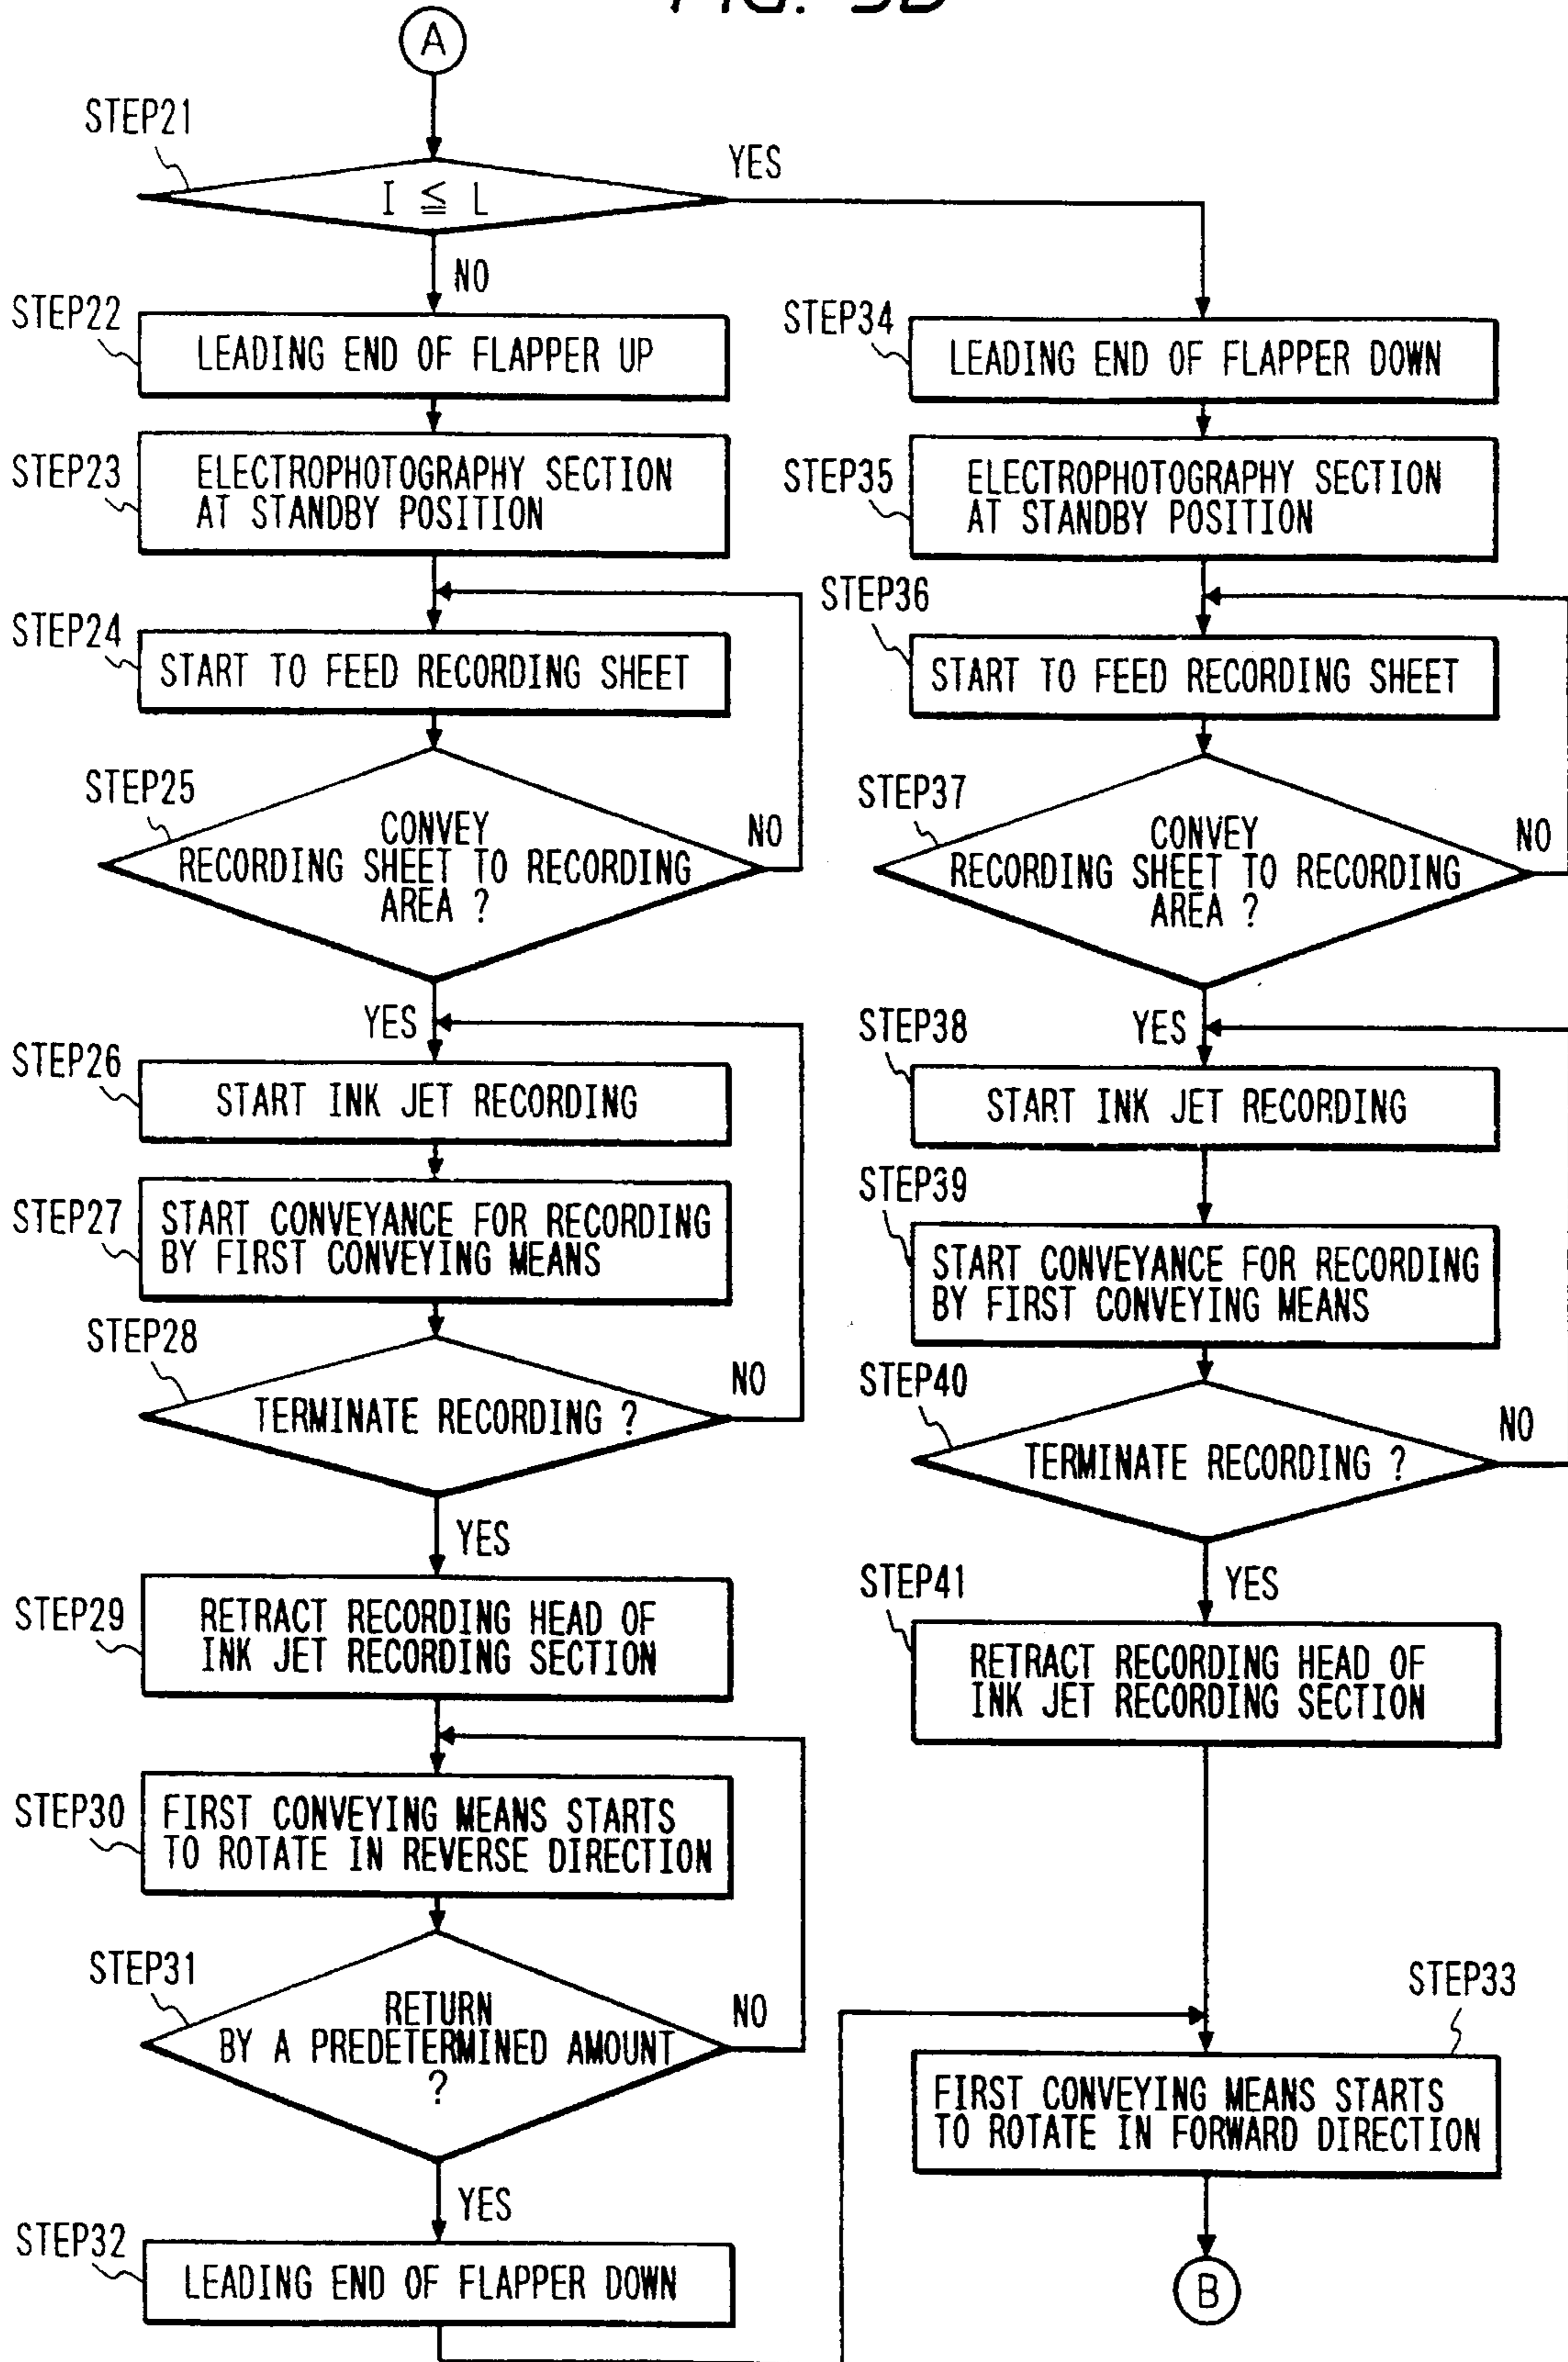 A
STEP21
I ≦ L
YES
NO
STEP22
LEADING END OF FLAPPER UP
STEP23
ELECTROPHOTOGRAPHY SECTION
AT STANDBY POSITION
STEP24
START TO FEED RECORDING SHEET
STEP25
CONVEY
RECORDING SHEET TO RECORDING
AREA ?
NO
YES
STEP26
START INK JET RECORDING
STEP27
START CONVEYANCE FOR RECORDING
BY FIRST CONVEYING MEANS
STEP28
TERMINATE RECORDING ?
NO
YES
STEP29
RETRACT RECORDING HEAD OF
INK JET RECORDING SECTION
STEP30
FIRST CONVEYING MEANS STARTS
TO ROTATE IN REVERSE DIRECTION
STEP31
RETURN
BY A PREDETERMINED AMOUNT
?
NO
YES
STEP32
LEADING END OF FLAPPER DOWN
STEP34
LEADING END OF FLAPPER DOWN
STEP35
ELECTROPHOTOGRAPHY SECTION
AT STANDBY POSITION
STEP36
START TO FEED RECORDING SHEET
STEP37
CONVEY
RECORDING SHEET TO RECORDING
AREA ?
NO
YES
STEP38
START INK JET RECORDING
STEP39
START CONVEYANCE FOR RECORDING
BY FIRST CONVEYING MEANS
STEP40
TERMINATE RECORDING ?
NO
YES
STEP41
RETRACT RECORDING HEAD OF
INK JET RECORDING SECTION
STEP33
FIRST CONVEYING MEANS STARTS
TO ROTATE IN FORWARD DIRECTION
B